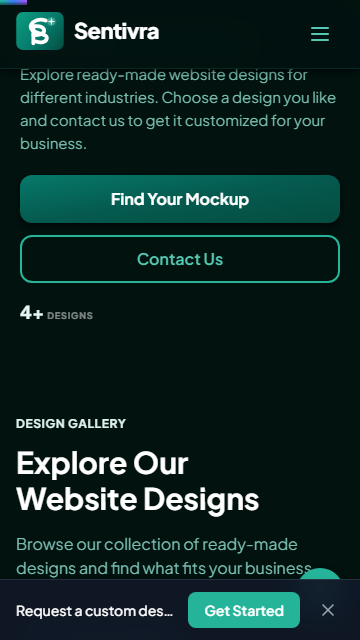 Sentivra
Explore ready-made website designs for
different industries. Choose a design you like
and contact us to get it customized for your
business.
Find Your Mockup
Contact Us
4+ DESIGNS
DESIGN GALLERY
Explore Our
Website Designs
Browse our collection of ready-made
designs and find what fits your business.
Request a custom des...
Get Started